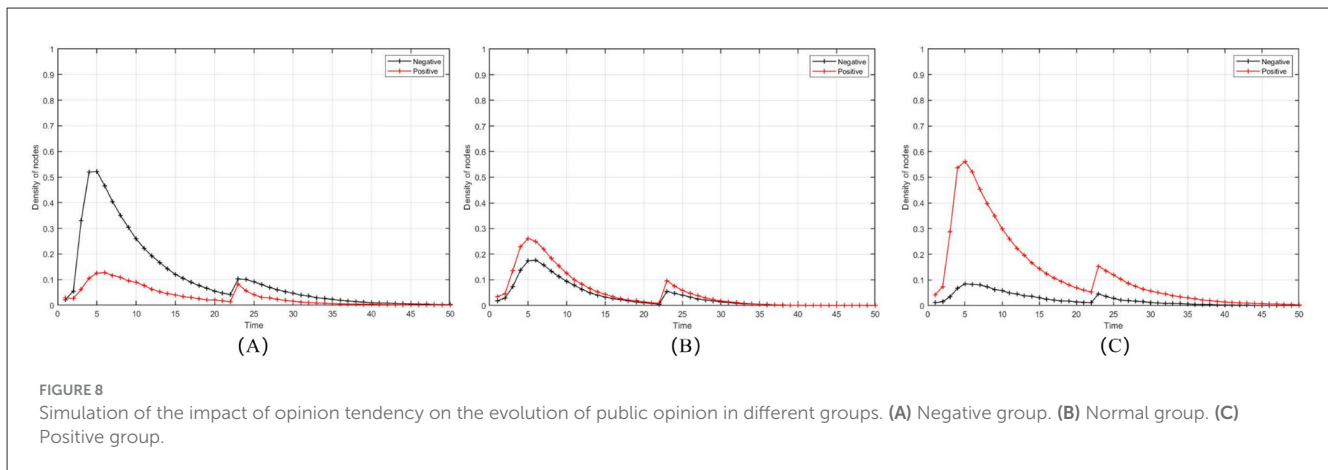 1
0.9
0.8
0.7
0.6
0.5
0.4
0.3
0.2
0.1
0
Density of nodes
0 5 10 15 20 25 30 35 40 45 50
Time
Negative
Positive
(A)
1
0.9
0.8
0.7
0.6
0.5
0.4
0.3
0.2
0.1
0
Density of nodes
0 5 10 15 20 25 30 35 40 45 50
Time
Negative
Positive
(B)
1
0.9
0.8
0.7
0.6
0.5
0.4
0.3
0.2
0.1
0
Density of nodes
0 5 10 15 20 25 30 35 40 45 50
Time
Negative
Positive
(C)
FIGURE 8
Simulation of the impact of opinion tendency on the evolution of public opinion in different groups. (A) Negative group. (B) Normal group. (C)
Positive group.